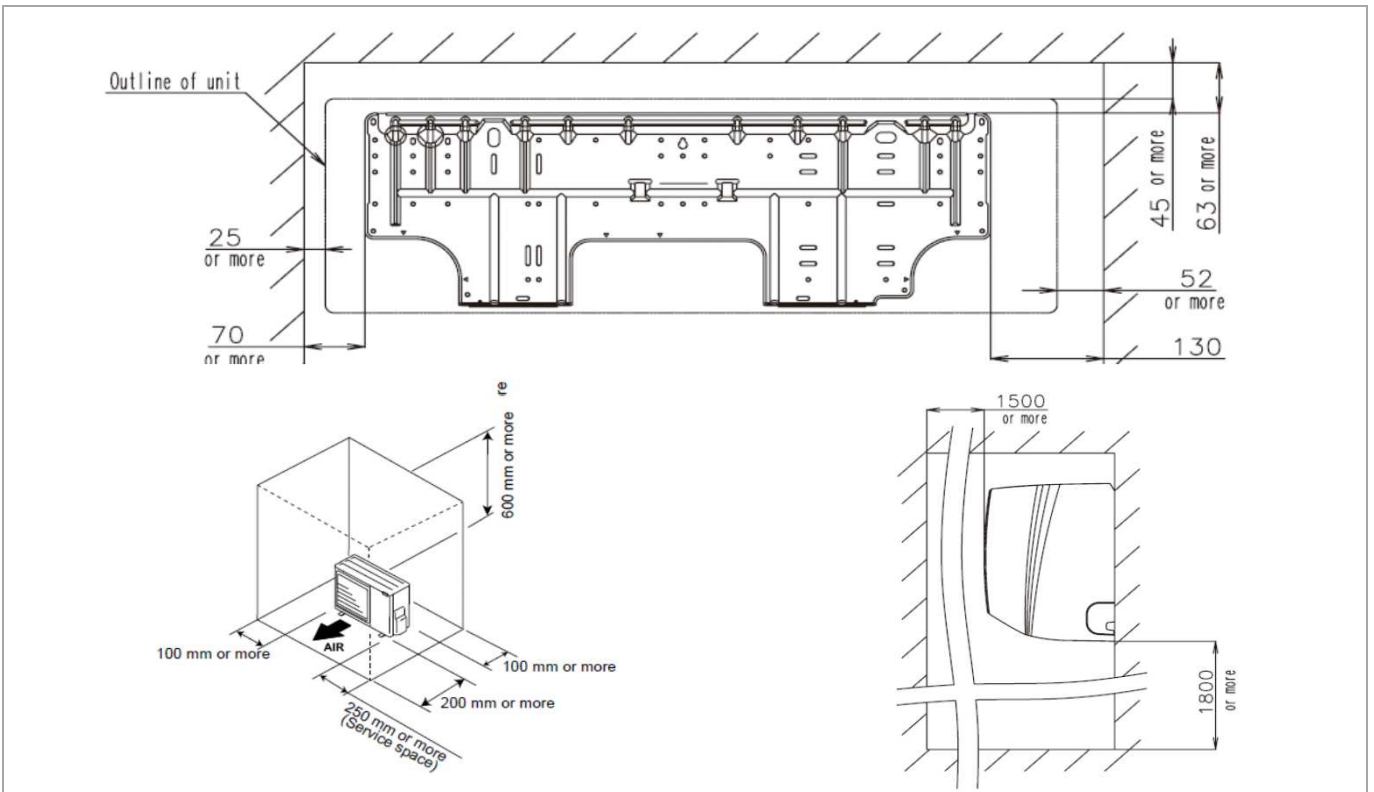 Outline of unit
45 or more
63 or more
25
or more
52
or more
70
or more
130
re
600 mm or more
100 mm or more
AIR
100 mm or more
200 mm or more
250 mm or more
(Service space)
1500
or more
1800
or more